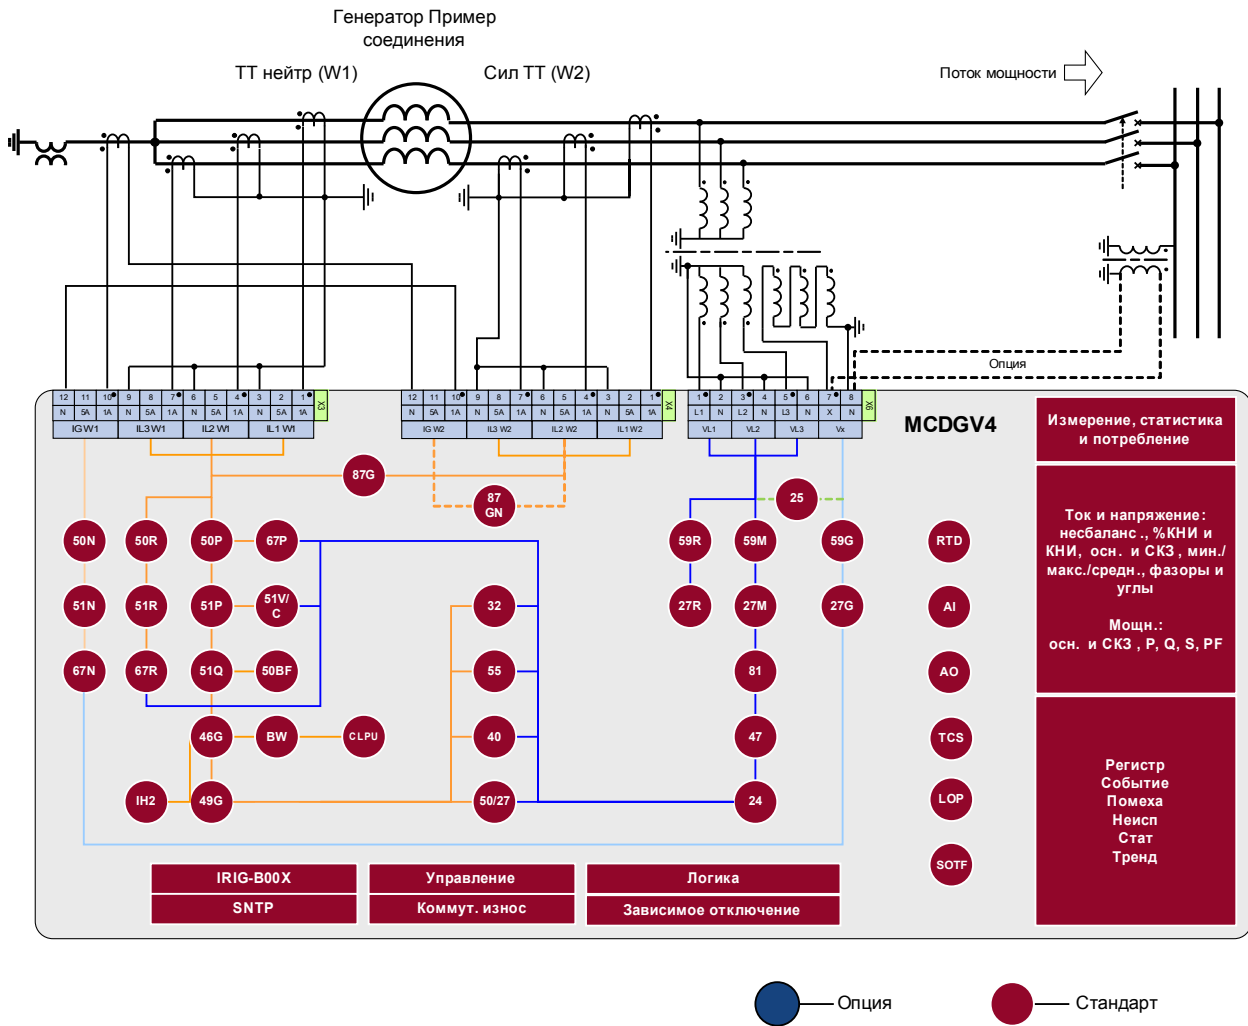 Генератор Пример
соединения
ТТ нейтр (W1)
Сил ТТ (W2)
Поток мощности
Опция
12 11 10 9 8 7 6 5 4 3 2 1
N 5A 1A N 5A 1A N 5A 1A N 5A 1A
IG W1 IL3 W1 IL2 W1 IL1 W1
X3
12 11 10 9 8 7 6 5 4 3 2 1
N 5A 1A N 5A 1A N 5A 1A N 5A 1A
IG W2 IL3 W2 IL2 W2 IL1 W2
X4
1 2 3 4 5 6 7 8
L1 N L2 N L3 N X N
VL1 VL2 VL3 Vx
X6
MCDGV4
Измерение, статистика
и потребление
87G
87
GN
25
50N 50R 50P 67P 59R 59M 59G RTD
51N 51R 51P 51V/
C
32 27R 27M 27G AI
67N 67R 51Q 50BF 55 81 AO
46G BW CLPU 40 47 TCS
IH2 49G 50/27 24 LOP
SOTF
Ток и напряжение:
несбаланс., %КНИ и
КНИ, осн. и СКЗ, мин./
макс./средн., фазоры и
углы
Мощн.:
осн. и СКЗ, P, Q, S, PF
Регистр
Событие
Помеха
Неисп
Стат
Тренд
IRIG-B00X
SNTP
Управление
Коммут. износ
Логика
Зависимое отключение
Опция
Стандарт